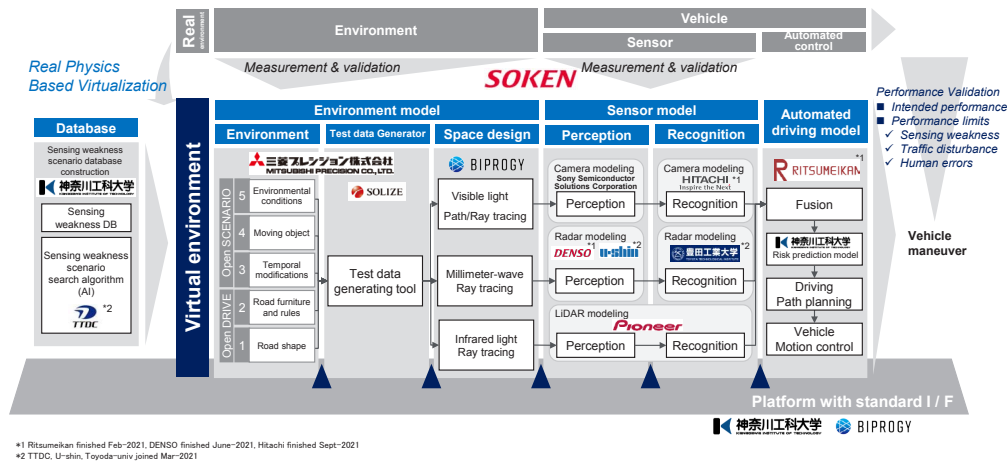 Real
environment
Environment
Vehicle
Sensor
Automated
control
Real Physics
Based Virtualization
Measurement & validation
SOKEN
Measurement & validation
Performance Validation
■ Intended performance
■ Performance limits
✓ Sensing weakness
✓ Traffic disturbance
✓ Human errors
Vehicle
maneuver
Database
Sensing weakness
scenario database
construction
神奈川工科大学
KANAGAWA INSTITUTE OF TECHNOLOGY
Sensing
weakness DB
Sensing weakness
scenario
search algorithm
(AI)
TTDC
*2
Virtual environment
Environment model
Sensor model
Automated
driving model
Environment
Test data Generator
Space design
Perception
Recognition
三菱プレシジョン株式会社
MITSUBISHI PRECISION CO., LTD.
SOLIZE
BIPROGY
Open SCENARIO
Open DRIVE
5
Environmental
conditions
4
Moving object
3
Temporal
modifications
2
Road furniture
and rules
1
Road shape
Test data
generating tool
Visible light
Path/Ray tracing
Millimeter-wave
Ray tracing
Infrared light
Ray tracing
Camera modeling
Sony Semiconductor
Solutions Corporation
Perception
Camera modeling
HITACHI *1
Inspire the Next
Recognition
Radar modeling
DENSO *1 u-shin *2
Perception
Radar modeling
豊田工業大学 *2
TOYOTA TECHNOLOGICAL INSTITUTE
Recognition
LiDAR modeling
Pioneer
Perception
Recognition
RITSUMEIKAN *1
Fusion
神奈川工科大学
Risk prediction model
Driving
Path planning
Vehicle
Motion control
Platform with standard I / F
神奈川工科大学
KANAGAWA INSTITUTE OF TECHNOLOGY
BIPROGY
*1 Ritsumeikan finished Feb-2021, DENSO finished June-2021, Hitachi finished Sept-2021
*2 TTDC, U-shin, Toyoda-univ joined Mar-2021